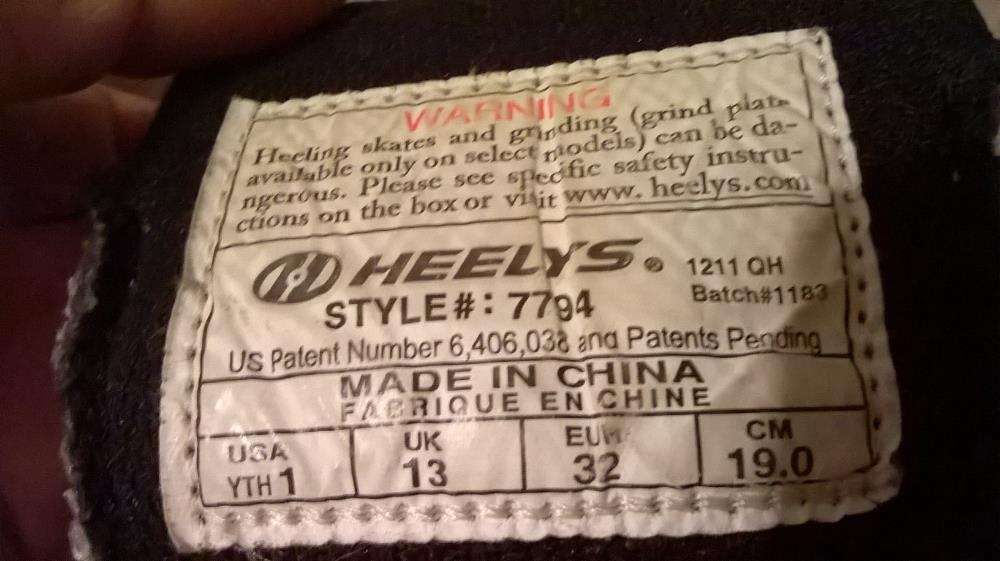 WARNING
Heeling skates and grinding (grind plate
available only on select models) can be da-
ngerous. Please see specific safety instru-
ctions on the box or visit www. heelys.com
HEELYS® 1211 QH
STYLE#: 7794 Batch#1183
US Patent Number 6,406,038 and Patents Pending
MADE IN CHINA
FABRIQUE EN CHINE
USA UK EUR CM
YTH 1 13 32 19.0